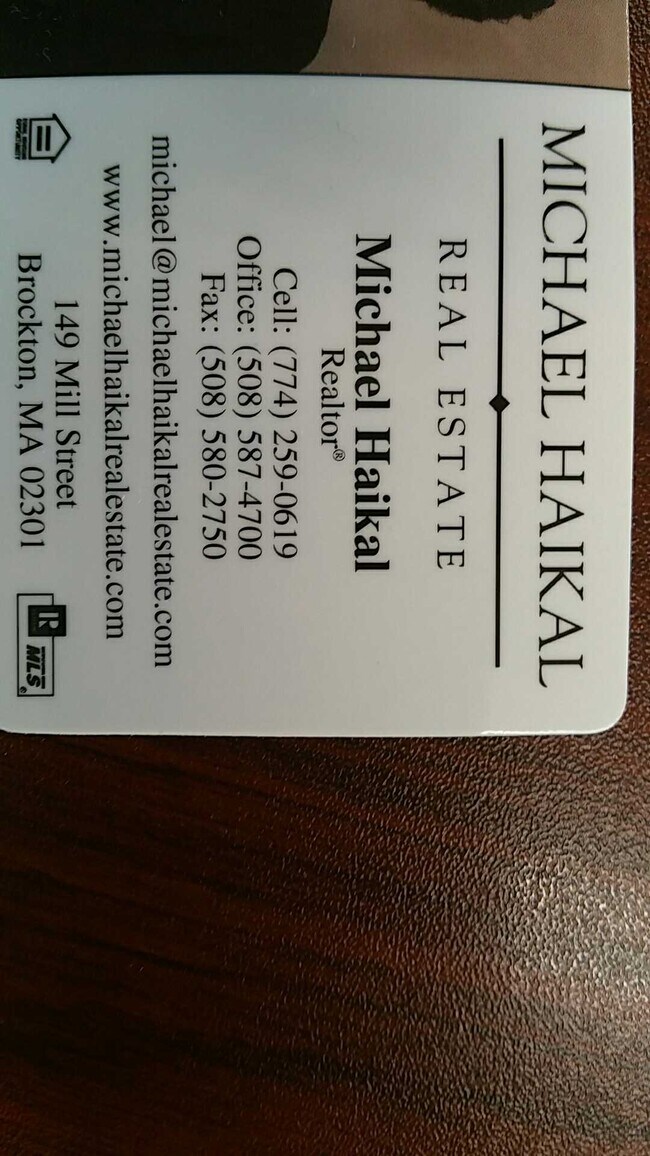 MICHAEL HAIKAL
REAL ESTATE
Michael Haikal
Realtor®
Cell: (774) 259-0619
Office: (508) 587-4700
Fax: (508) 580-2750
michael@michaelhaikalrealestate.com
www.michaelhaikalrealestate.com
149 Mill Street
Brockton, MA 02301
R MLS